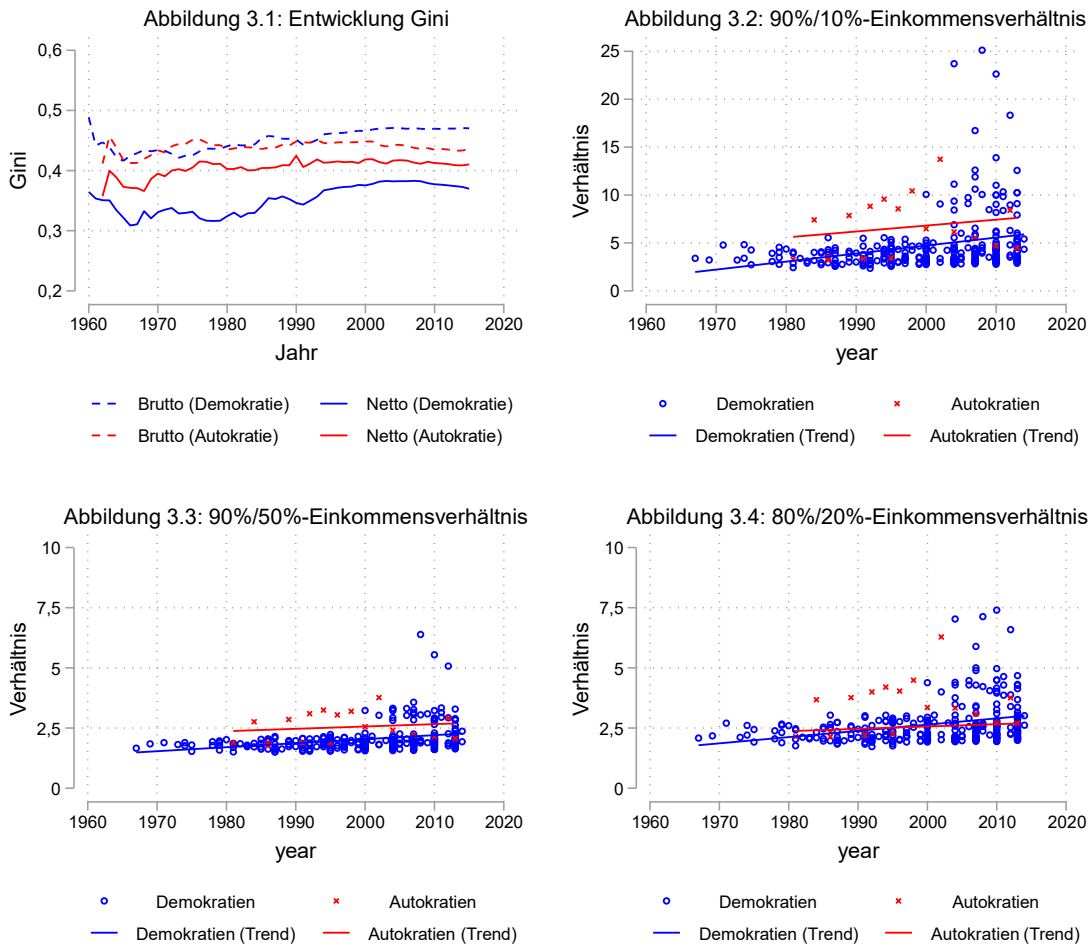 Abbildung 3.1: Entwicklung Gini
0,6
0,5
0,4
0,3
0,2
Gini
1960 1970 1980 1990 2000 2010 2020
Jahr
Brutto (Demokratie) Netto (Demokratie)
Brutto (Autokratie) Netto (Autokratie)
Abbildung 3.2: 90%/10%-Einkommensverhältnis
25
20
15
10
5
0
Verhältnis
1960 1970 1980 1990 2000 2010 2020
year
Demokratien Autokratien
Demokratien (Trend) Autokratien (Trend)
Abbildung 3.3: 90%/50%-Einkommensverhältnis
10
7,5
5
2,5
0
Verhältnis
1960 1970 1980 1990 2000 2010 2020
year
Demokratien Autokratien
Demokratien (Trend) Autokratien (Trend)
Abbildung 3.4: 80%/20%-Einkommensverhältnis
10
7,5
5
2,5
0
Verhältnis
1960 1970 1980 1990 2000 2010 2020
year
Demokratien Autokratien
Demokratien (Trend) Autokratien (Trend)